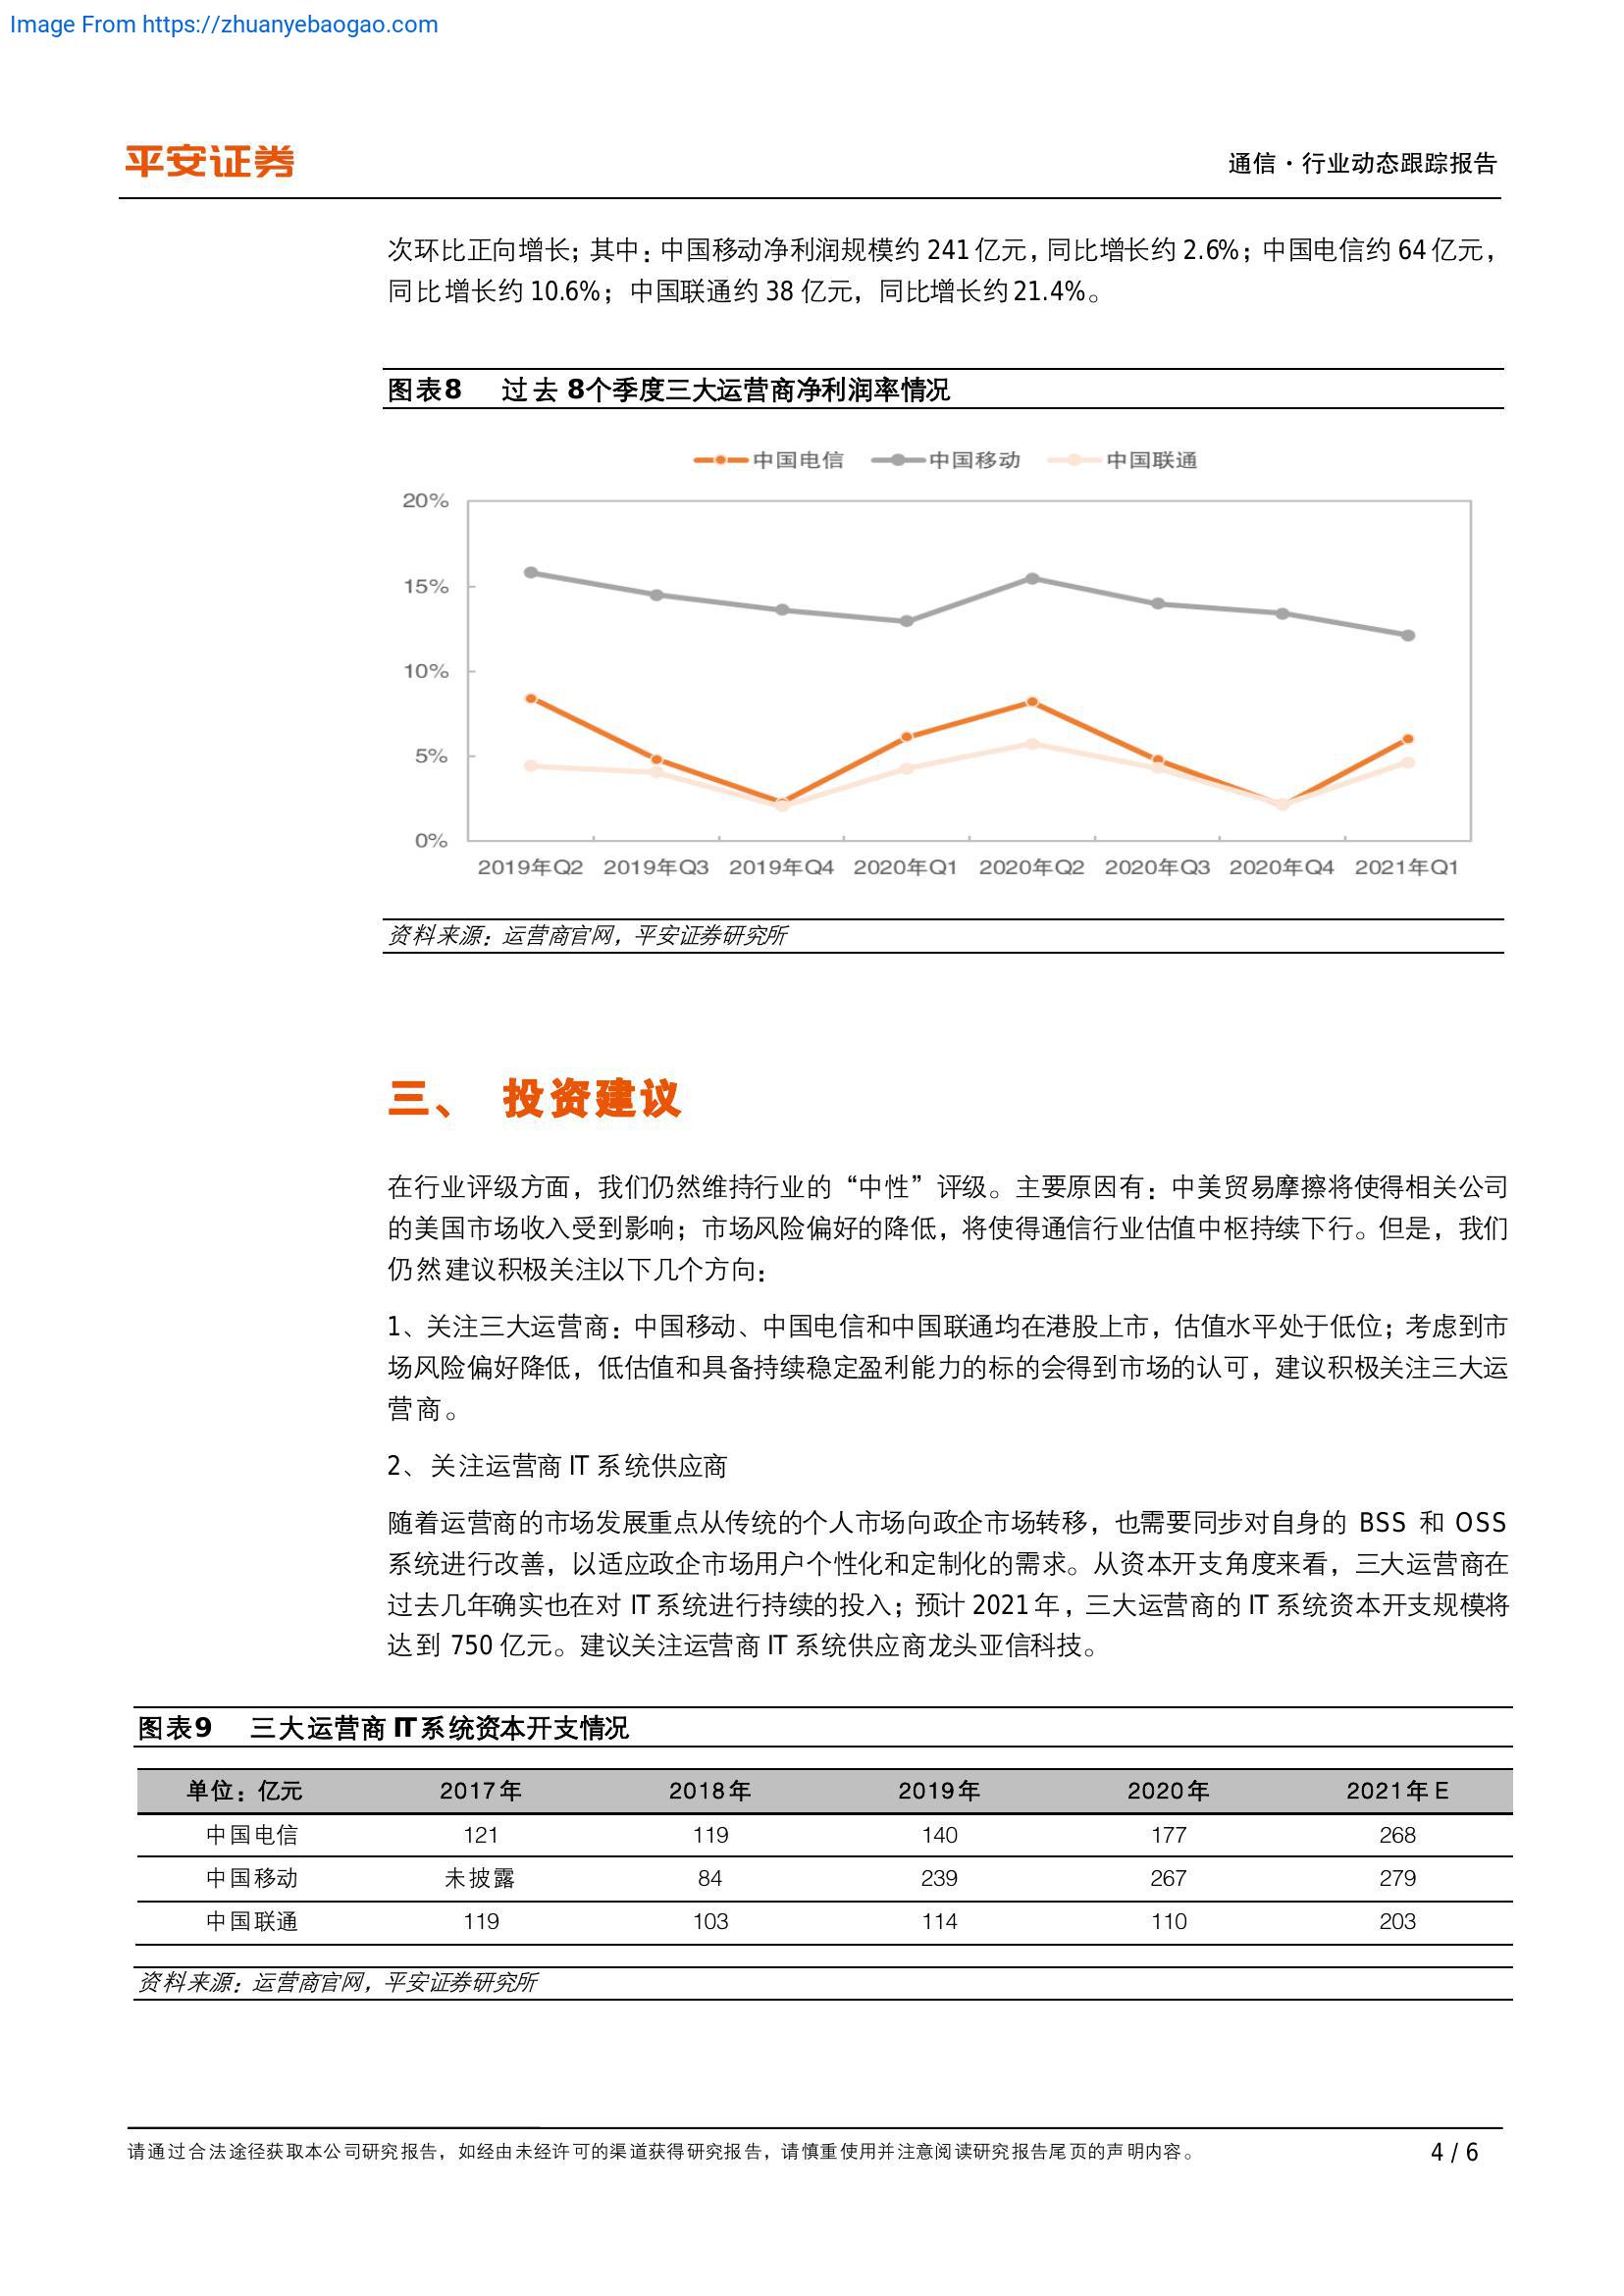 Image From https://zhuanyebaogao.com
平安证券
通信·行业动态跟踪报告
次环比正向增长；其中：中国移动净利润规模约 241 亿元，同比增长约 2.6%；中国电信约 64 亿元，
同比增长约 10.6%；中国联通约 38 亿元，同比增长约 21.4%。
图表8 过去 8个季度三大运营商净利润率情况
中国电信 中国移动 中国联通
20%
15%
10%
5%
0%
2019年Q2 2019年Q3 2019年Q4 2020年Q1 2020年Q2 2020年Q3 2020年Q4 2021年Q1
资料来源：运营商官网，平安证券研究所
三、 投资建议
在行业评级方面，我们仍然维持行业的“中性”评级。主要原因有：中美贸易摩擦将使得相关公司
的美国市场收入受到影响；市场风险偏好的降低，将使得通信行业估值中枢持续下行。但是，我们
仍然建议积极关注以下几个方向：
1、关注三大运营商：中国移动、中国电信和中国联通均在港股上市，估值水平处于低位；考虑到市
场风险偏好降低，低估值和具备持续稳定盈利能力的标的会得到市场的认可，建议积极关注三大运
营商。
2、关注运营商 IT 系统供应商
随着运营商的市场发展重点从传统的个人市场向政企市场转移，也需要同步对自身的 BSS 和 OSS
系统进行改善，以适应政企市场用户个性化和定制化的需求。从资本开支角度来看，三大运营商在
过去几年确实也在对 IT 系统进行持续的投入；预计 2021 年，三大运营商的 IT 系统资本开支规模将
达到 750 亿元。建议关注运营商 IT 系统供应商龙头亚信科技。
图表9 三大运营商 IT 系统资本开支情况
单位：亿元 2017年 2018年 2019年 2020年 2021年E
中国电信 121 119 140 177 268
中国移动 未披露 84 239 267 279
中国联通 119 103 114 110 203
资料来源：运营商官网，平安证券研究所
请通过合法途径获取本公司研究报告，如经由未经许可的渠道获得研究报告，请慎重使用并注意阅读研究报告尾页的声明内容。
4 / 6